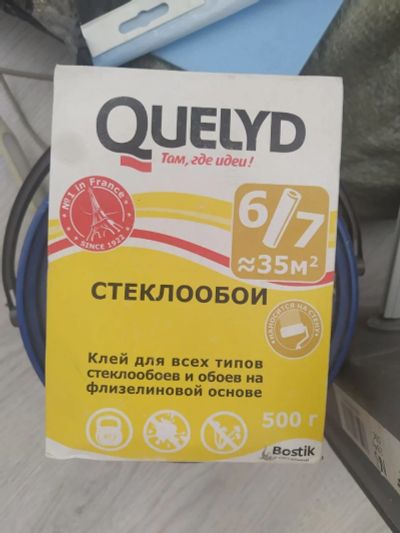 QUELYD
Там, где идеи!
№1 in France
SINCE 1922
6/7
≈35м²
СТЕКЛООБОИ
НАНОСИТСЯ НА СТЕНУ
Клей для всех типов
стеклообоев и обоев на
флизелиновой основе
500 г
Bostik